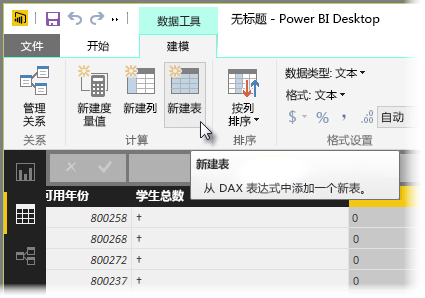 数据工具
无标题 - Power BI Desktop
文件
开始
建模
管理
关系
新建度
量值
新建列
新建表
按列
排序
数据类型: 文本
格式: 文本
$ % , .00 自动
关系
计算
排序
格式设置
新建表
从 DAX 表达式中添加一个新表。
可用年份
学生总数
800258 † 0
800268 † 0
800272 † 0
800237 † 0